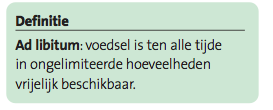 Definitie
Ad libitum: voedsel is ten alle tijde
in ongelimiteerde hoeveelheden
vrijelijk beschikbaar.